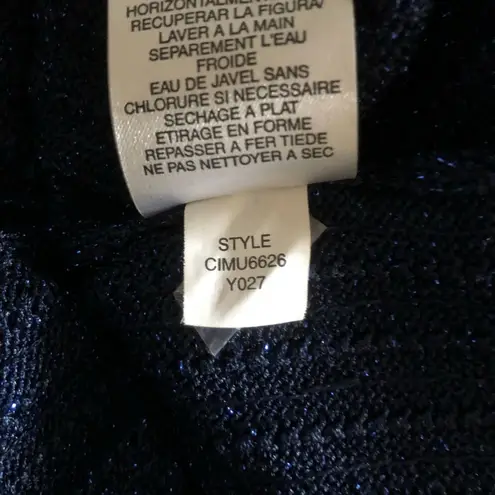 HORIZONTALMENTE
RECUPERAR LA FIGURA/
LAVER A LA MAIN
SEPAREMENT L'EAU
FROIDE
EAU DE JAVEL SANS
CHLORURE SI NECESSAIRE
SECHAGE A PLAT
ETIRAGE EN FORME
REPASSER A FER TIEDE
NE PAS NETTOYER A SEC
STYLE
CIMU6626
Y027